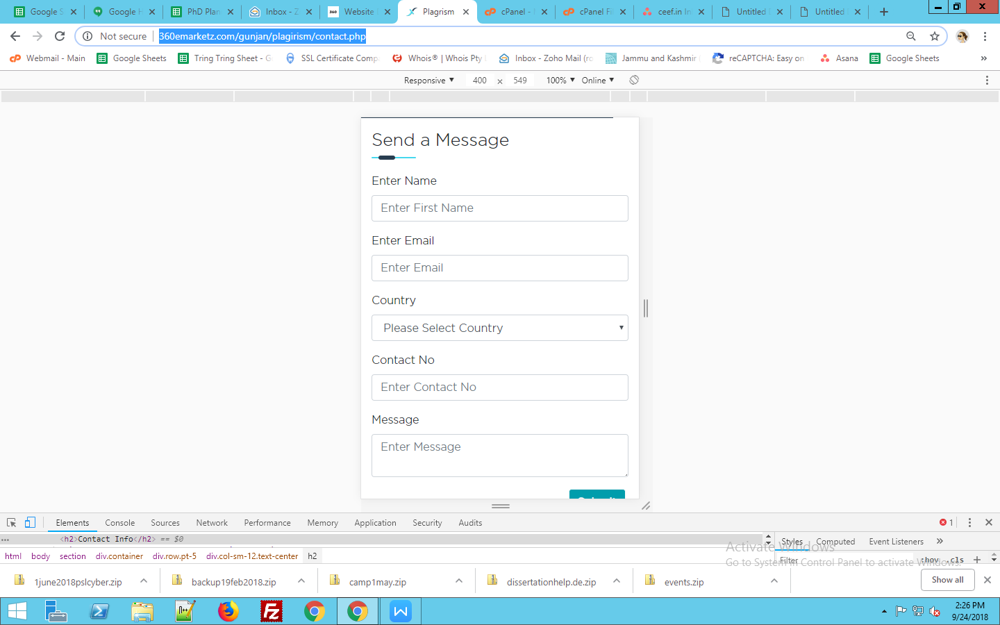 Google S
Google H
PhD Plan
Inbox - Z
Website
Plagrism
cPanel -
cPanel Fi
ceef.in In
Untitled
Untitled
Not secure
360emarketz.com/gunjan/plagirism/contact.php
Webmail - Main
Google Sheets
Tring Tring Sheet - G
SSL Certificate Comp
Whois® | Whois Pty
Inbox - Zoho Mail (ro
Jammu and Kashmir
reCAPTCHA: Easy on
Asana
Google Sheets
»
Responsive ▼ 400 × 549 100% ▼ Online ▼
Send a Message
Enter Name
Enter First Name
Enter Email
Enter Email
Country
Please Select Country
Contact No
Enter Contact No
Message
Enter Message
Elements Console Sources Network Performance Memory Application Security Audits
1
<h2>Contact Info</h2> == $0
Styles Computed Event Listeners »
Activate Windows
Go to System in Control Panel to activate Windows.
html body section div.container div.row.pt-5 div.col-sm-12.text-center h2
Filter :hov .cls +
1june2018pslcyber.zip
backup19feb2018.zip
camp1may.zip
dissertationhelp.de.zip
events.zip
Show all
2:26 PM
9/24/2018